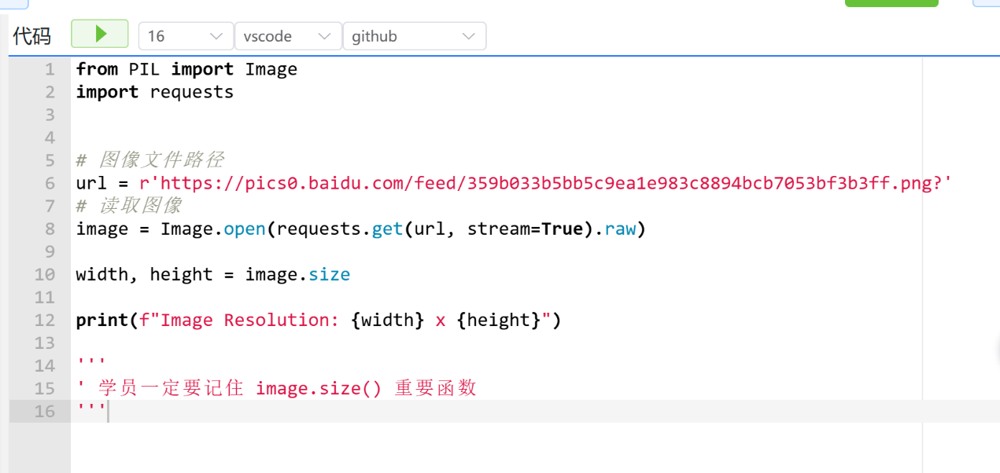 代码 16 vscode github
1 from PIL import Image
2 import requests
3
4
5 # 图像文件路径
6 url = r'https://pics0.baidu.com/feed/359b033b5bb5c9ea1e983c8894bcb7053bf3b3ff.png?'
7 # 读取图像
8 image = Image.open(requests.get(url, stream=True).raw)
9
10 width, height = image.size
11
12 print(f"Image Resolution: {width} x {height}")
13
14 '''
15 ' 学员一定要记住 image.size() 重要函数
16 '''